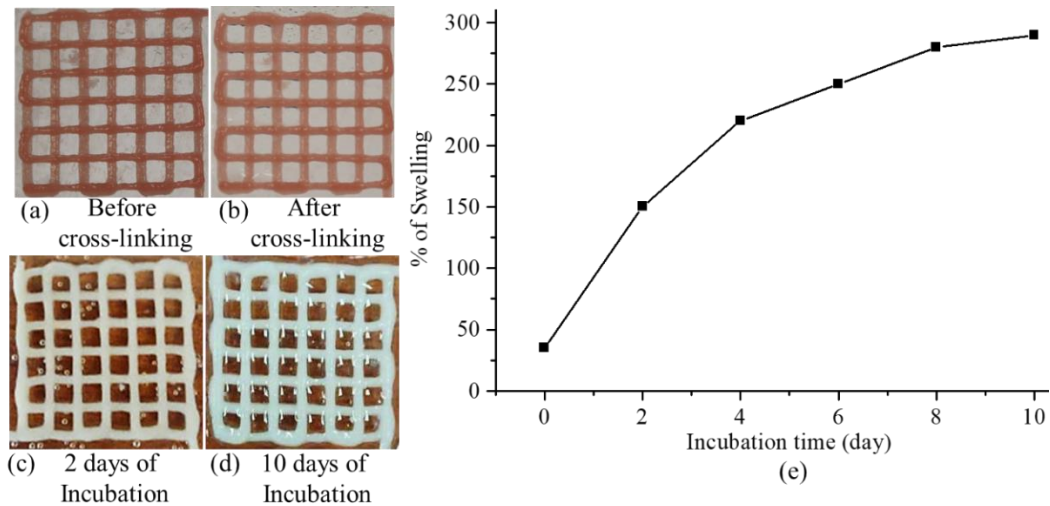 (a) Before
cross-linking
(b) After
cross-linking
(c) 2 days of
Incubation
(d) 10 days of
Incubation
% of Swelling
300
250
200
150
100
50
0
0 2 4 6 8 10
Incubation time (day)
(e)